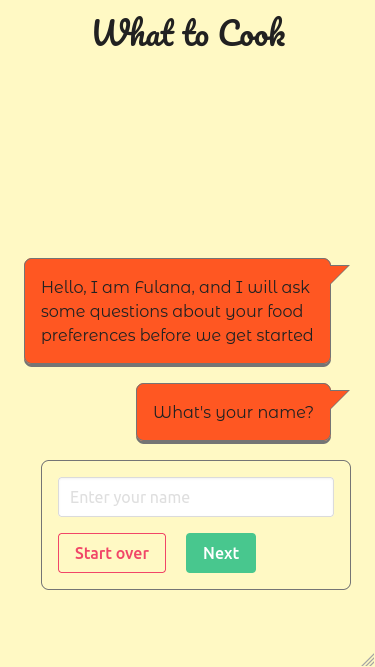 What to Cook
Hello, I am Fulana, and I will ask
some questions about your food
preferences before we get started
What's your name?
Enter your name
Start over
Next